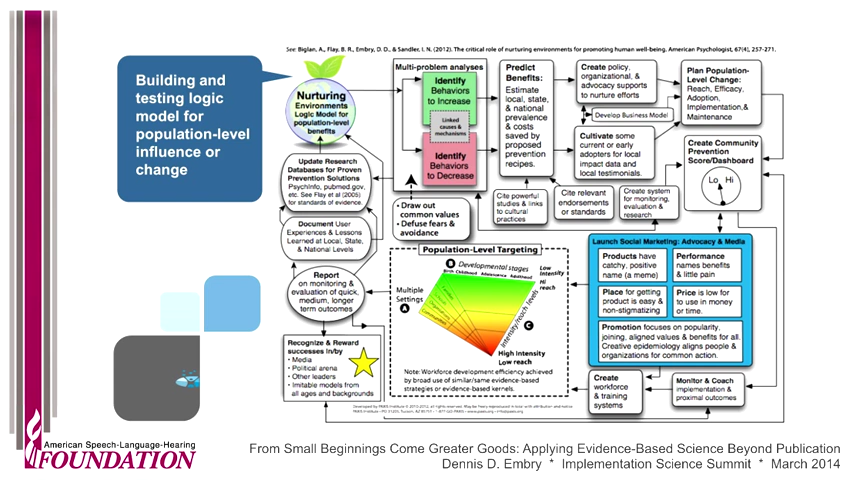 See: Biglan, A., Flay, B. R., Embry, D. D., & Sandler, I. N. (2012). The critical role of nurturing environments for promoting human well-being. American Psychologist, 67(4), 257-271.
Building and
testing logic
model for
population-level
influence or
change
Nurturing
Environments
Logic Model for
population-level
benefits
Multi-problem analyses
Identify
Behaviors
to Increase
Linked
causes &
mechanisms
Identify
Behaviors
to Decrease
Predict
Benefits:
Estimate
local, state,
& national
prevalence
& costs
saved by
proposed
prevention
recipes.
Create policy,
organizational, &
advocacy supports
to nurture efforts
Develop Business Model
Cultivate some
current or early
adopters for local
impact data and
local testimonials.
Plan Population-
Level Change:
Reach, Efficacy,
Adoption,
Implementation,&
Maintenance
Create Community
Prevention
Score/Dashboard
Lo Hi
Update Research
Databases for Proven
Prevention Solutions
PsychInfo, pubmed.gov,
etc. See Flay et al (2005)
for standards of evidence.
• Draw out
common values
• Defuse fears &
avoidance
Cite powerful
studies & links
to cultural
practices
Cite relevant
endorsements
or standards
Create system
for monitoring,
evaluation &
research
Document User
Experiences & Lessons
Learned at Local, State,
& National Levels
Report
on monitoring &
evaluation of quick,
medium, longer
term outcomes
Recognize & Reward
successes In/by
• Media
• Political arena
• Other leaders
• Imitable models from
all ages and backgrounds
Population-Level Targeting
B Developmental stages
Birth Childhood Adolescence Adulthood
Low
Intensity
Hi
reach
Multiple
Settings
A
Intensity/reach levels
C
High Intensity
Low reach
Note: Workforce development efficiency achieved
by broad use of similar/same evidence-based
strategies or evidence-based kernels.
Launch Social Marketing: Advocacy & Media
Products have
catchy, positive
name (a meme)
Performance
names benefits
& little pain
Place for getting
product is easy &
non-stigmatizing
Price is low for
to use in money
or time.
Promotion focuses on popularity,
joining, aligned values & benefits for all.
Creative epidemiology aligns people &
organizations for common action.
Create
workforce
& training
systems
Monitor & Coach
implementation &
proximal outcomes
American Speech-Language-Hearing
FOUNDATION
From Small Beginnings Come Greater Goods: Applying Evidence-Based Science Beyond Publication
Dennis D. Embry * Implementation Science Summit * March 2014